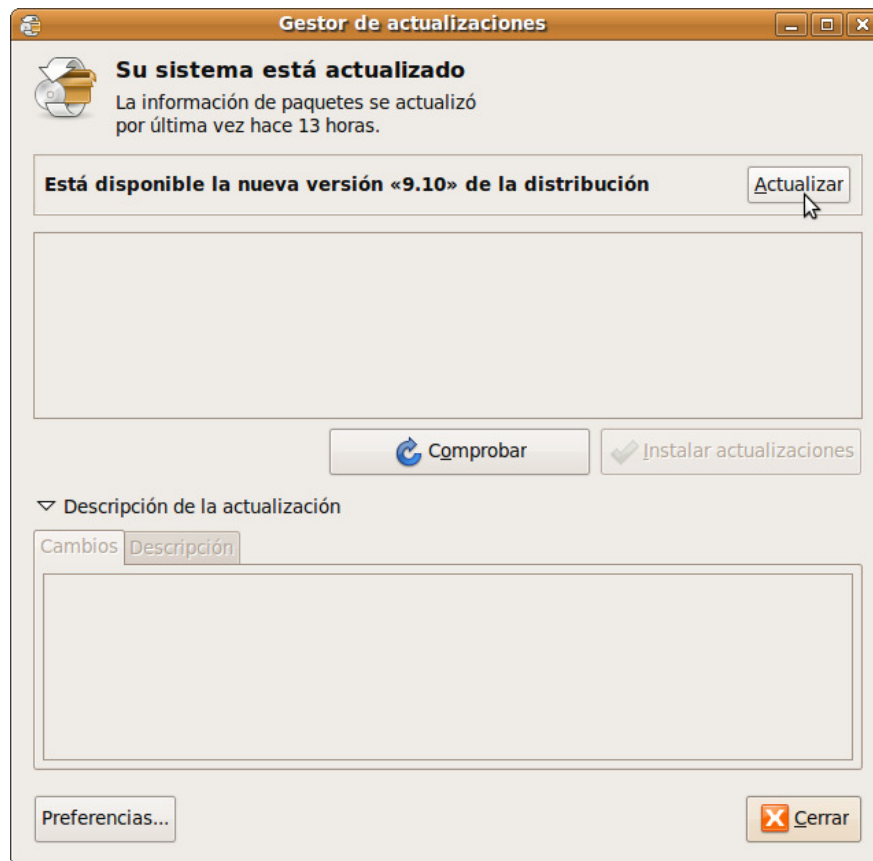 Gestor de actualizaciones
Su sistema está actualizado
La información de paquetes se actualizó
por última vez hace 13 horas.
Está disponible la nueva versión «9.10» de la distribución
Actualizar
Comprobar
Instalar actualizaciones
Descripción de la actualización
Cambios
Descripción
Preferencias...
Cerrar